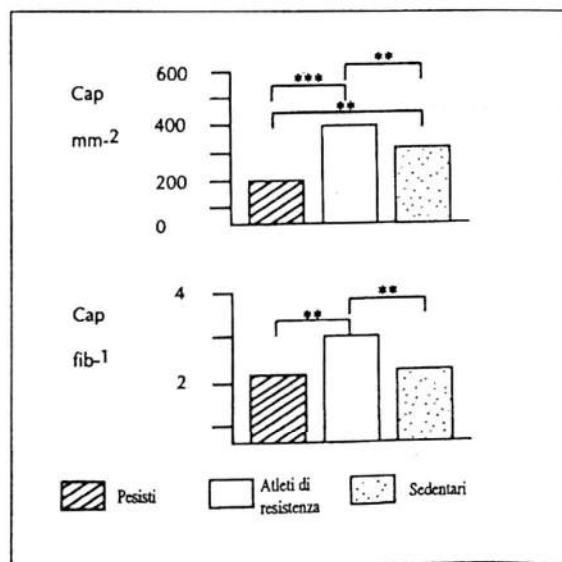 Cap
mm-2
600
400
200
0
***
**
**
Cap
fib-1
4
2
**
**
Pesisti
Atleti di
resistenza
Sedentari